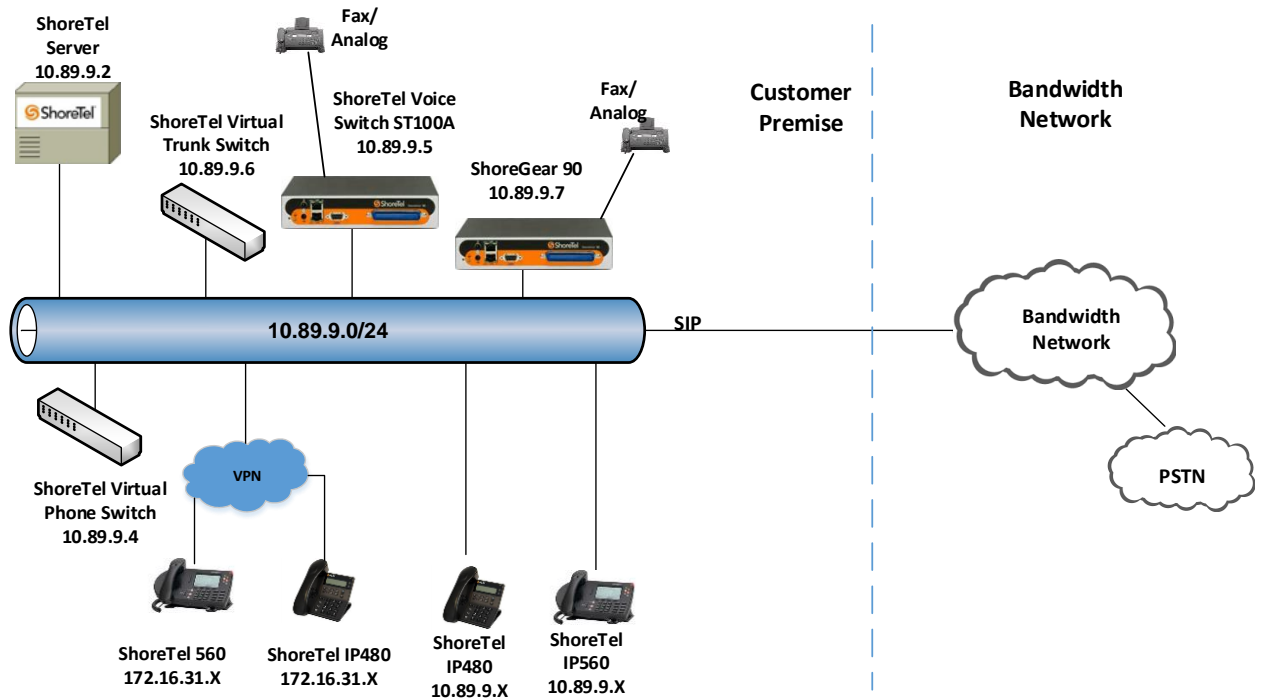 ShoreTel
Server
10.89.9.2
ShoreTel
Fax/
Analog
ShoreTel Virtual
Trunk Switch
10.89.9.6
ShoreTel Voice
Switch ST100A
10.89.9.5
ShoreTel
Fax/
Analog
ShoreGear 90
10.89.9.7
ShoreTel
Customer
Premise
Bandwidth
Network
10.89.9.0/24
SIP
Bandwidth
Network
PSTN
ShoreTel Virtual
Phone Switch
10.89.9.4
VPN
ShoreTel 560
172.16.31.X
ShoreTel IP480
172.16.31.X
ShoreTel
IP480
10.89.9.X
ShoreTel
IP560
10.89.9.X